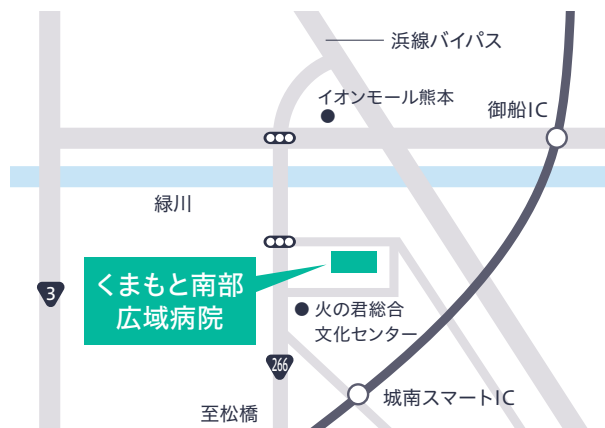 浜線バイパス
イオンモール熊本
御船IC
緑川
くまもと南部
広域病院
3
火の君総合
文化センター
266
城南スマートIC
至松橋